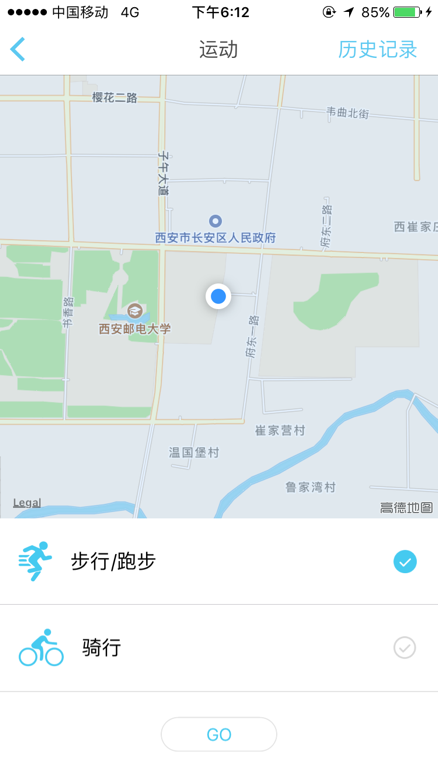 中国移动 4G 下午6:12 85%
运动 历史记录
樱花二路
韦曲北街
子午大道
西安市长安区人民政府
府东二路
西崔家庄
书香路
西安邮电大学
府东一路
崔家营村
温国堡村
鲁家湾村
Legal
高德地图
步行/跑步
骑行
GO